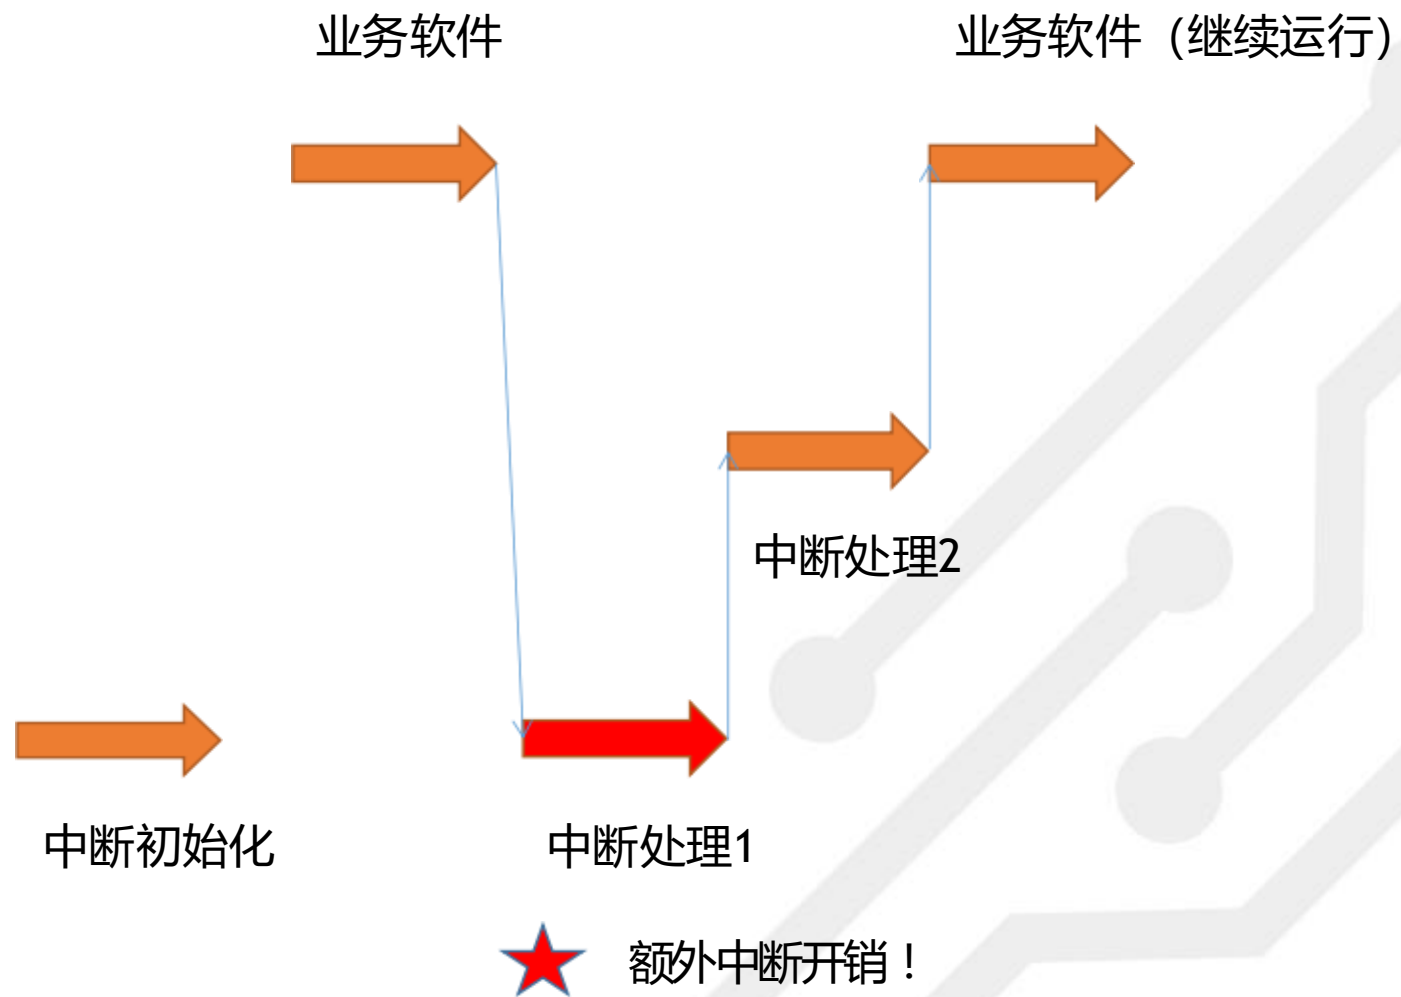 业务软件
业务软件（继续运行）
中断处理2
中断初始化
中断处理1
额外中断开销！